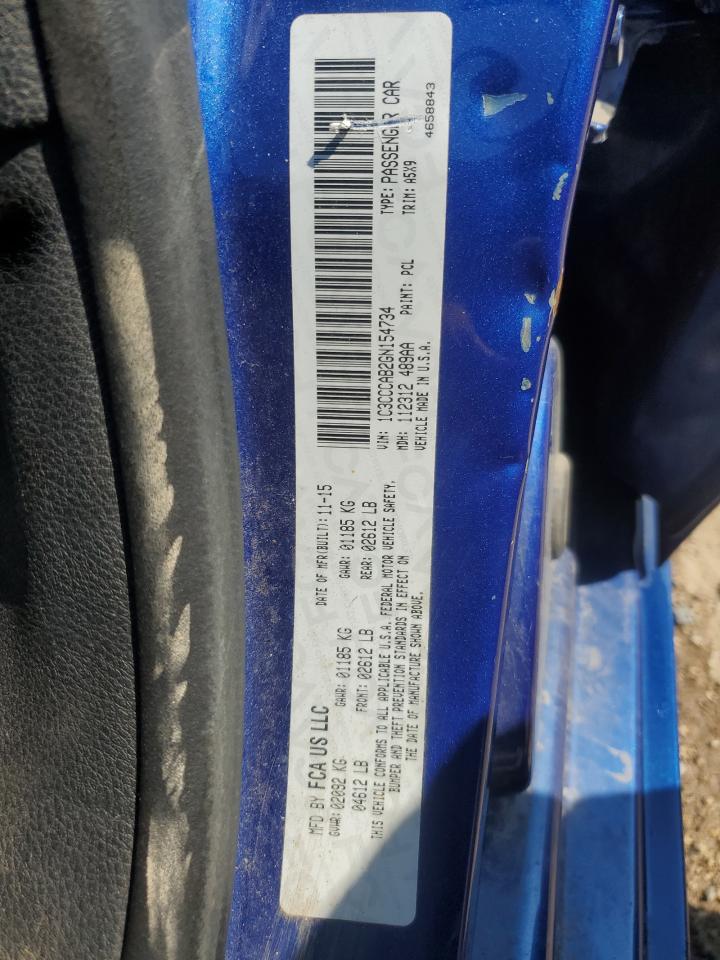 MFD BY FCA US LLC
DATE OF MFR(BUILT): 11-15
GVWR: 02092 KG
GAWR: 01185 KG
GAWR: 01185 KG
04612 LB
FRONT: 02612 LB
REAR: 02612 LB
THIS VEHICLE CONFORMS TO ALL APPLICABLE U.S.A. FEDERAL MOTOR VEHICLE SAFETY,
BUMPER AND THEFT PREVENTION STANDARDS IN EFFECT ON
THE DATE OF MANUFACTURE SHOWN ABOVE.
VIN: 1C3CCCAB2GN154734
TYPE: PASSENGER CAR
MDH: 112312 489AA
PAINT: PCL
TRIM: A5X9
VEHICLE MADE IN U.S.A.
4658843